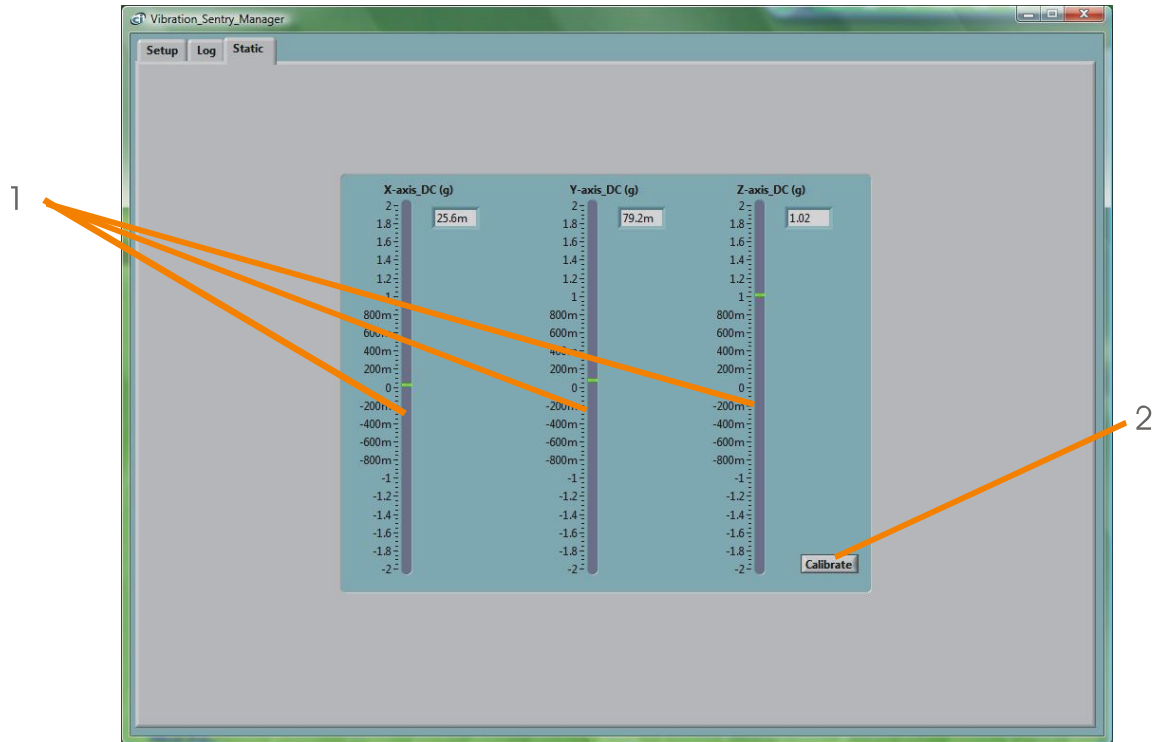 Vibration_Sentry_Manager
Setup Log Static
1
X-axis_DC (g) Y-axis_DC (g) Z-axis_DC (g)
2 2 2
25.6m 79.2m 1.02
1.8 1.8 1.8
1.6 1.6 1.6
1.4 1.4 1.4
1.2 1.2 1.2
1 1 1
800m 800m 800m
600m 600m 600m
400m 400m 400m
200m 200m 200m
0 0 0
-200m -200m -200m
-400m -400m -400m
2
-600m -600m -600m
-800m -800m -800m
-1 -1 -1
-1.2 -1.2 -1.2
-1.4 -1.4 -1.4
-1.6 -1.6 -1.6
-1.8 -1.8 -1.8
Calibrate
-2 -2 -2